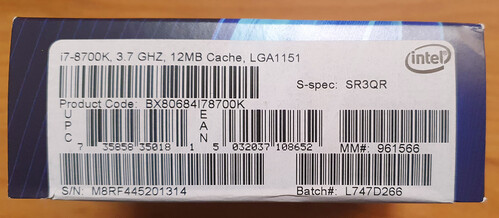 i7-8700K, 3.7 GHZ, 12MB Cache, LGA1151
intel
S-spec: SR3QR
Product Code: BX80684I78700K
UPC
EAN
7 35858 35018 1 5 032037 108652
MM#: 961566
S/N: M8RF445201314
Batch#: L747D266